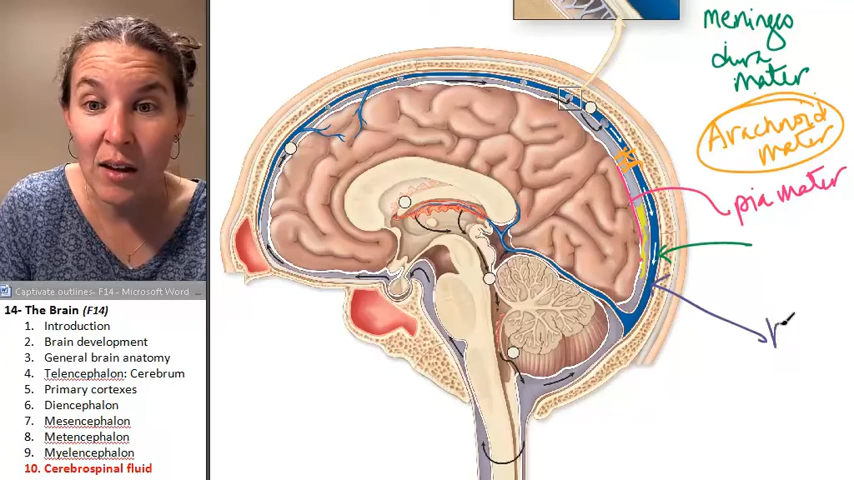 Meninges
dura
mater
Arachnoid
mater
pia mater
Captivate outlines- F14 - Microsoft Word
14- The Brain (F14)
1. Introduction
2. Brain development
3. General brain anatomy
4. Telencephalon: Cerebrum
5. Primary cortexes
6. Diencephalon
7. Mesencephalon
8. Metencephalon
9. Myelencephalon
10. Cerebrospinal fluid